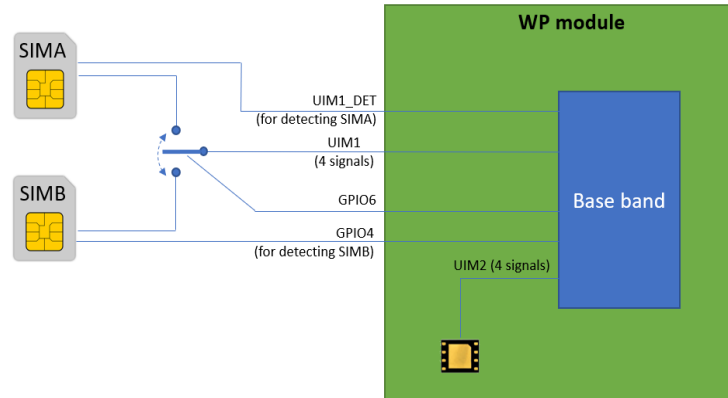 WP module
SIMA
UIM1_DET
(for detecting SIMA)
UIM1
(4 signals)
SIMB
GPIO6
Base band
GPIO4
(for detecting SIMB)
UIM2 (4 signals)